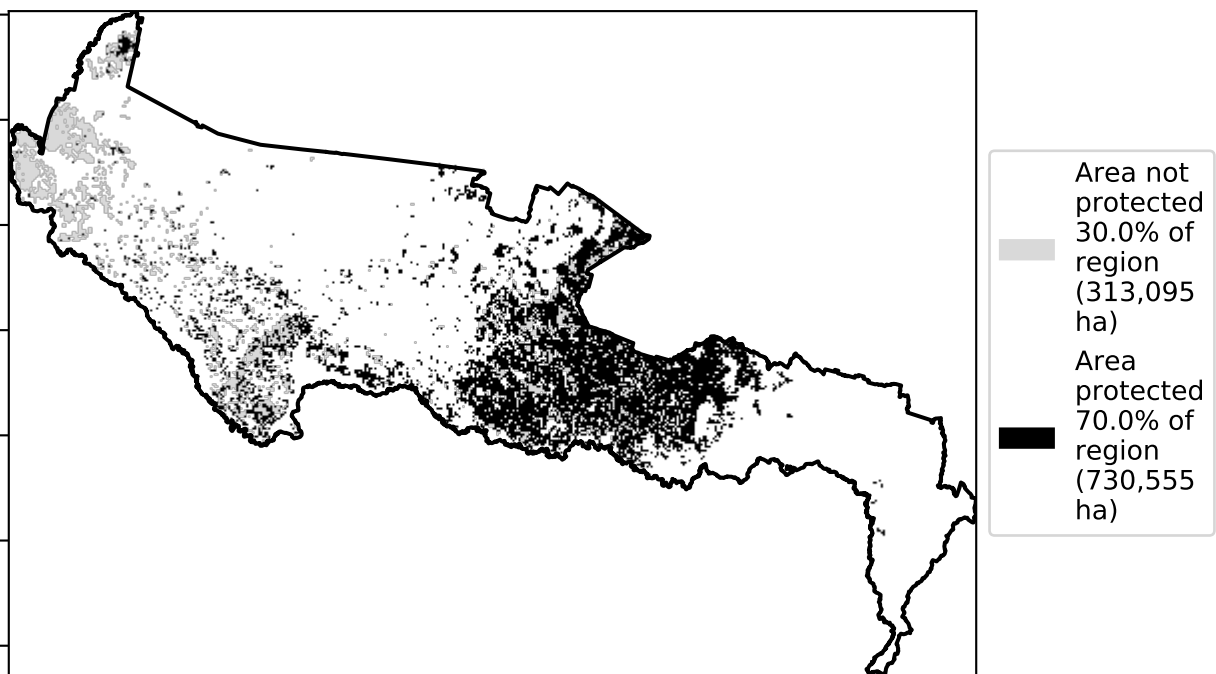 Area not
protected
30.0% of
region
(313,095
ha)
Area
protected
70.0% of
region
(730,555
ha)